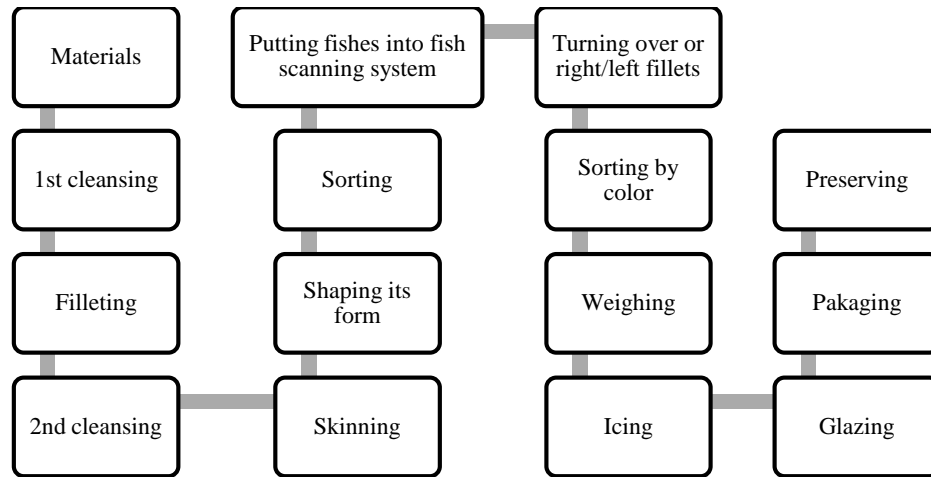 Materials
1st cleansing
Filleting
2nd cleansing
Skinning
Shaping its
form
Sorting
Putting fishes into fish
scanning system
Turning over or
right/left fillets
Sorting by
color
Weighing
Icing
Glazing
Pakaging
Preserving